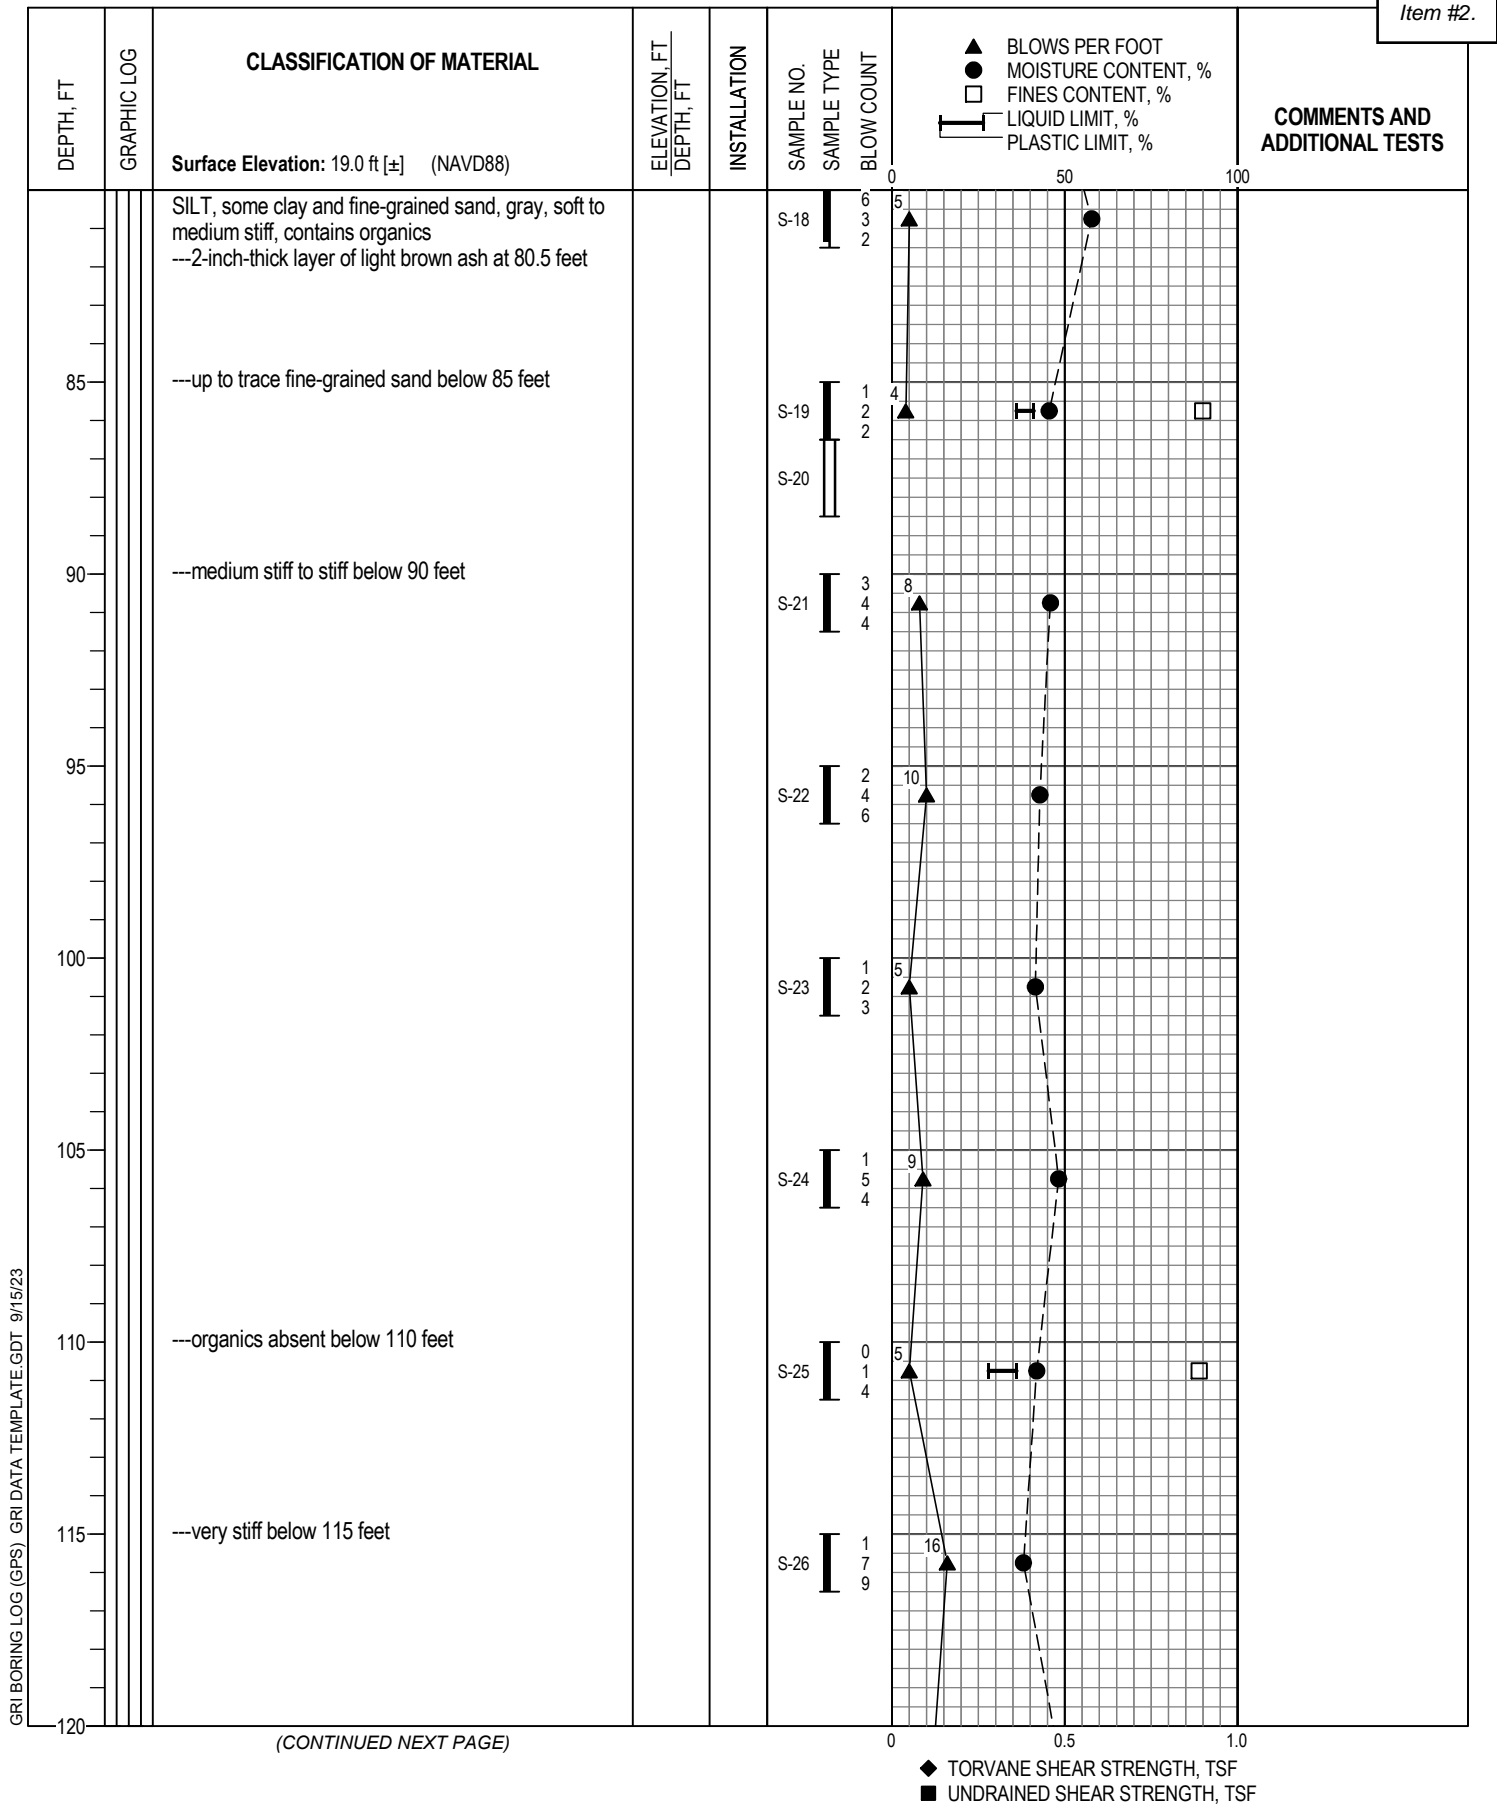 Item #2.
DEPTH, FT
GRAPHIC LOG
CLASSIFICATION OF MATERIAL
Surface Elevation: 19.0 ft [±] (NAVD88)
ELEVATION, FT
DEPTH, FT
INSTALLATION
SAMPLE NO.
SAMPLE TYPE
BLOW COUNT
BLOWS PER FOOT
MOISTURE CONTENT, %
FINES CONTENT, %
LIQUID LIMIT, %
PLASTIC LIMIT, %
0 50 100
COMMENTS AND
ADDITIONAL TESTS
SILT, some clay and fine-grained sand, gray, soft to
medium stiff, contains organics
---2-inch-thick layer of light brown ash at 80.5 feet
S-18
6
3
2
5
85
---up to trace fine-grained sand below 85 feet
S-19
1
2
2
4
S-20
90
---medium stiff to stiff below 90 feet
S-21
3
4
4
8
95
S-22
2
4
6
10
100
S-23
1
2
3
5
105
S-24
1
5
4
9
110
---organics absent below 110 feet
S-25
0
1
4
5
115
---very stiff below 115 feet
S-26
1
7
9
16
120
(CONTINUED NEXT PAGE)
0 0.5 1.0
TORVANE SHEAR STRENGTH, TSF
UNDRAINED SHEAR STRENGTH, TSF
GRI BORING LOG (GPS) GRI DATA TEMPLATE.GDT 9/15/23